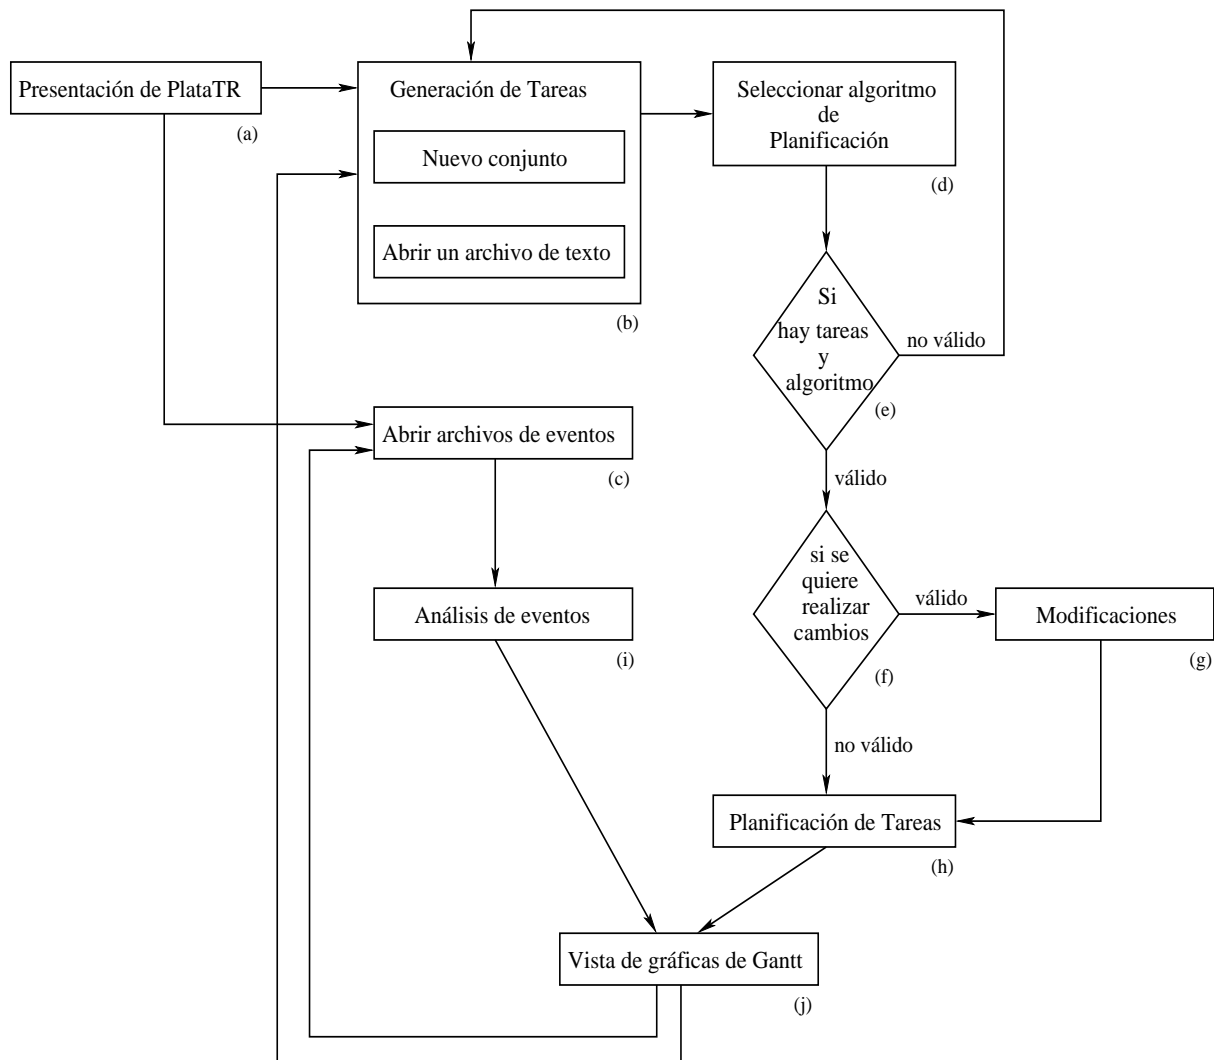 Presentación de PlataTR
(a)
Generación de Tareas
Nuevo conjunto
Abrir un archivo de texto
(b)
Seleccionar algoritmo
de
Planificación
(d)
Si
hay tareas
y
algoritmo
(e)
no válido
válido
Abrir archivos de eventos
(c)
si se
quiere
realizar
cambios
(f)
válido
no válido
Modificaciones
(g)
Análisis de eventos
(i)
Planificación de Tareas
(h)
Vista de gráficas de Gantt
(j)